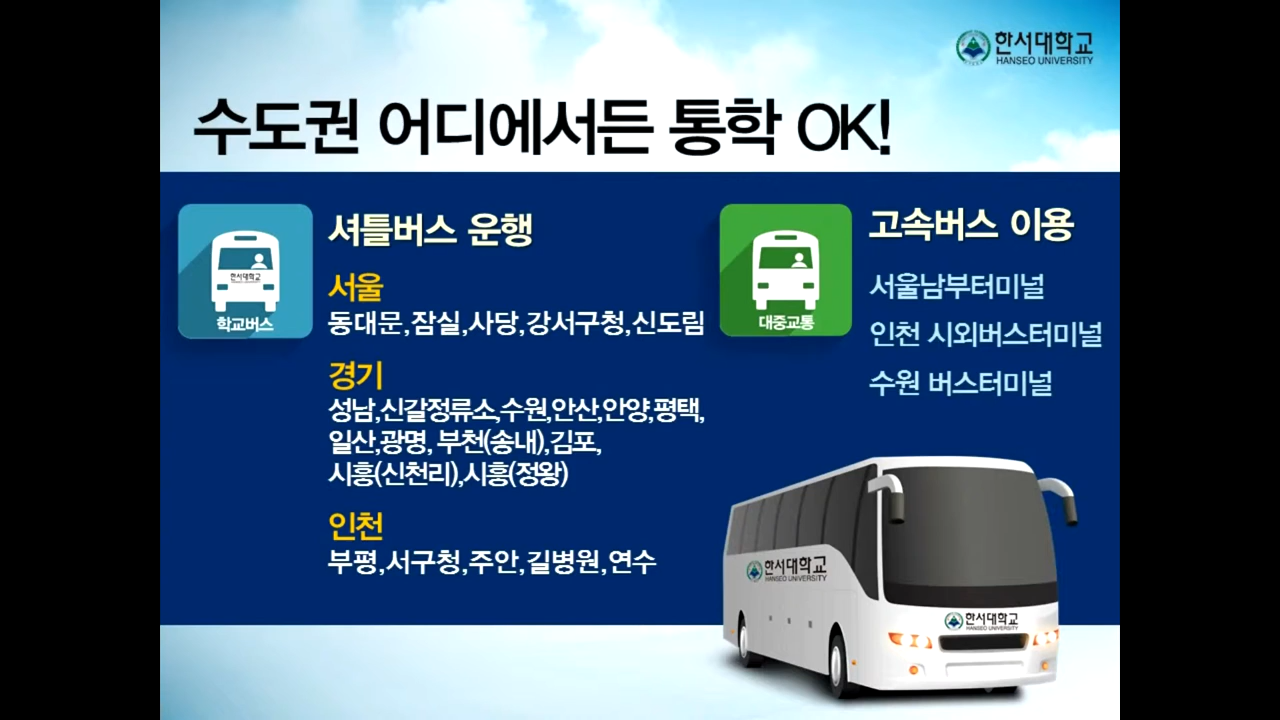 한서대학교
HANSEO UNIVERSITY
수도권 어디에서든 통학 OK!
한서대학교
학교버스
셔틀버스 운행
서울
동대문,잠실,사당,강서구청,신도림
경기
성남,신갈정류소,수원,안산,안양,평택,
일산,광명, 부천(송내),김포,
시흥(신천리),시흥(정왕)
인천
부평,서구청,주안,길병원,연수
대중교통
고속버스 이용
서울남부터미널
인천 시외버스터미널
수원 버스터미널
한서대학교
HANSEO UNIVERSITY
한서대학교
HANSEO UNIVERSITY